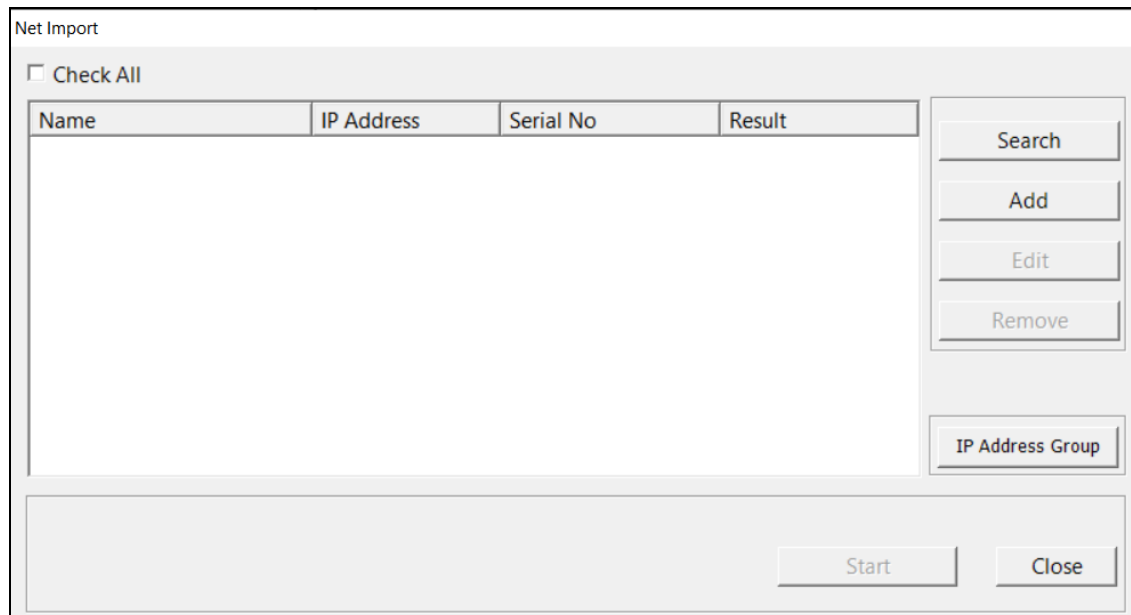 Net Import
Check All
Name IP Address Serial No Result
Search
Add
Edit
Remove
IP Address Group
Start Close